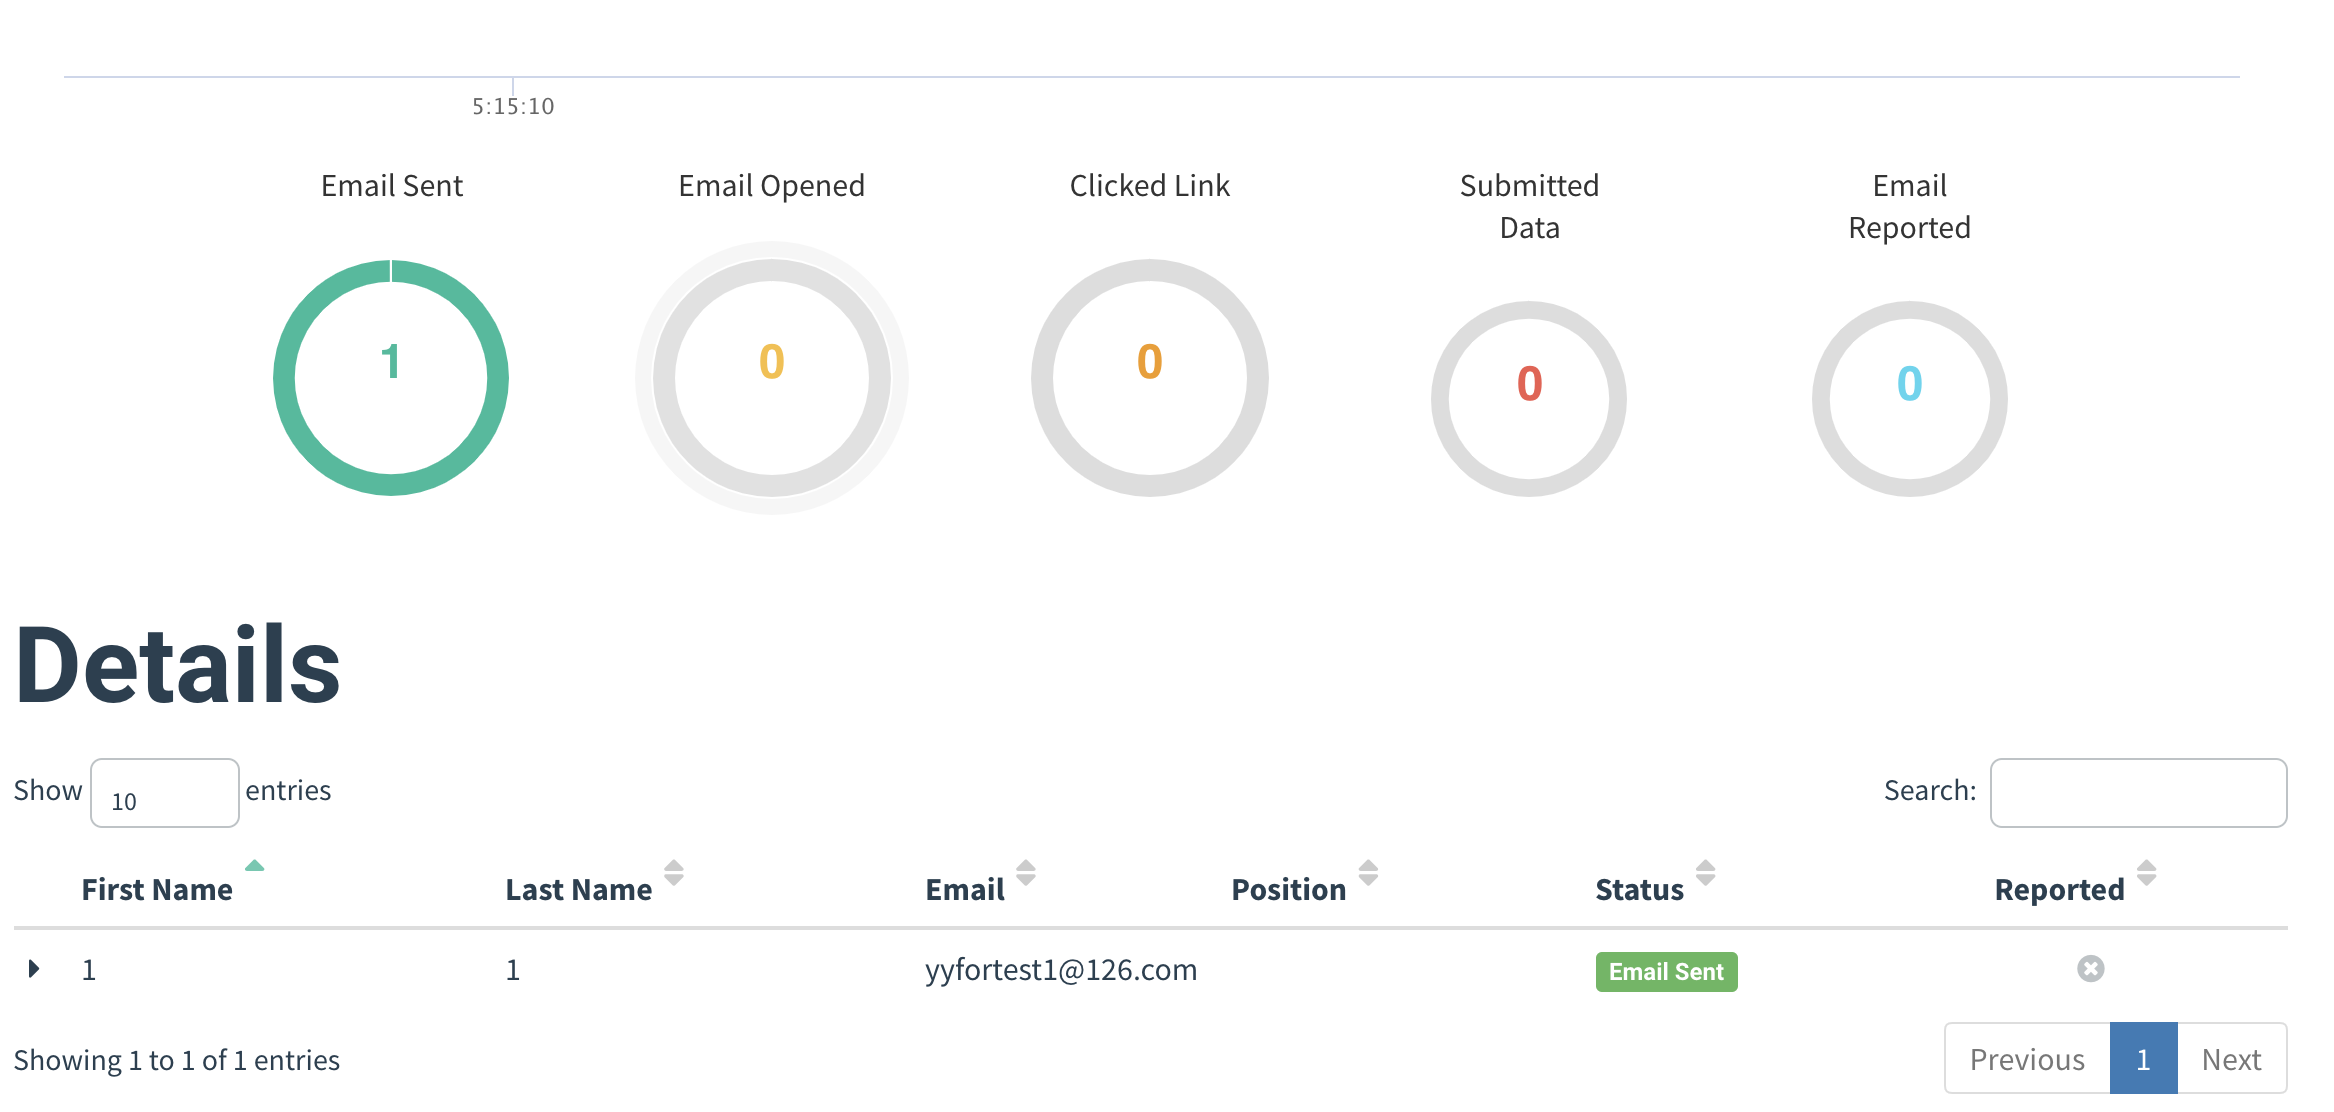 5:15:10
Email Sent
Email Opened
Clicked Link
Submitted
Data
Email
Reported
1
0
0
0
0
Details
Show 10 entries
Search:
First Name Last Name Email Position Status Reported
1 1 yyfortest1@126.com Email Sent
Showing 1 to 1 of 1 entries
Previous 1 Next